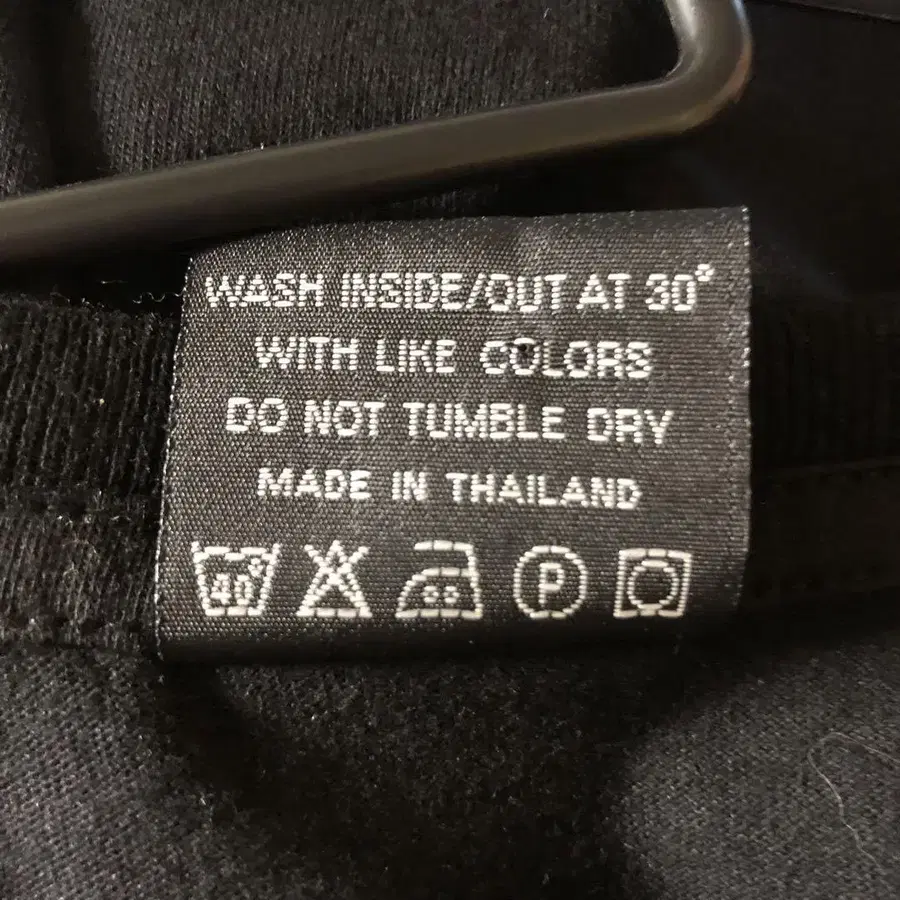 WASH INSIDE/OUT AT 30°
WITH LIKE COLORS
DO NOT TUMBLE DRY
MADE IN THAILAND
40° P